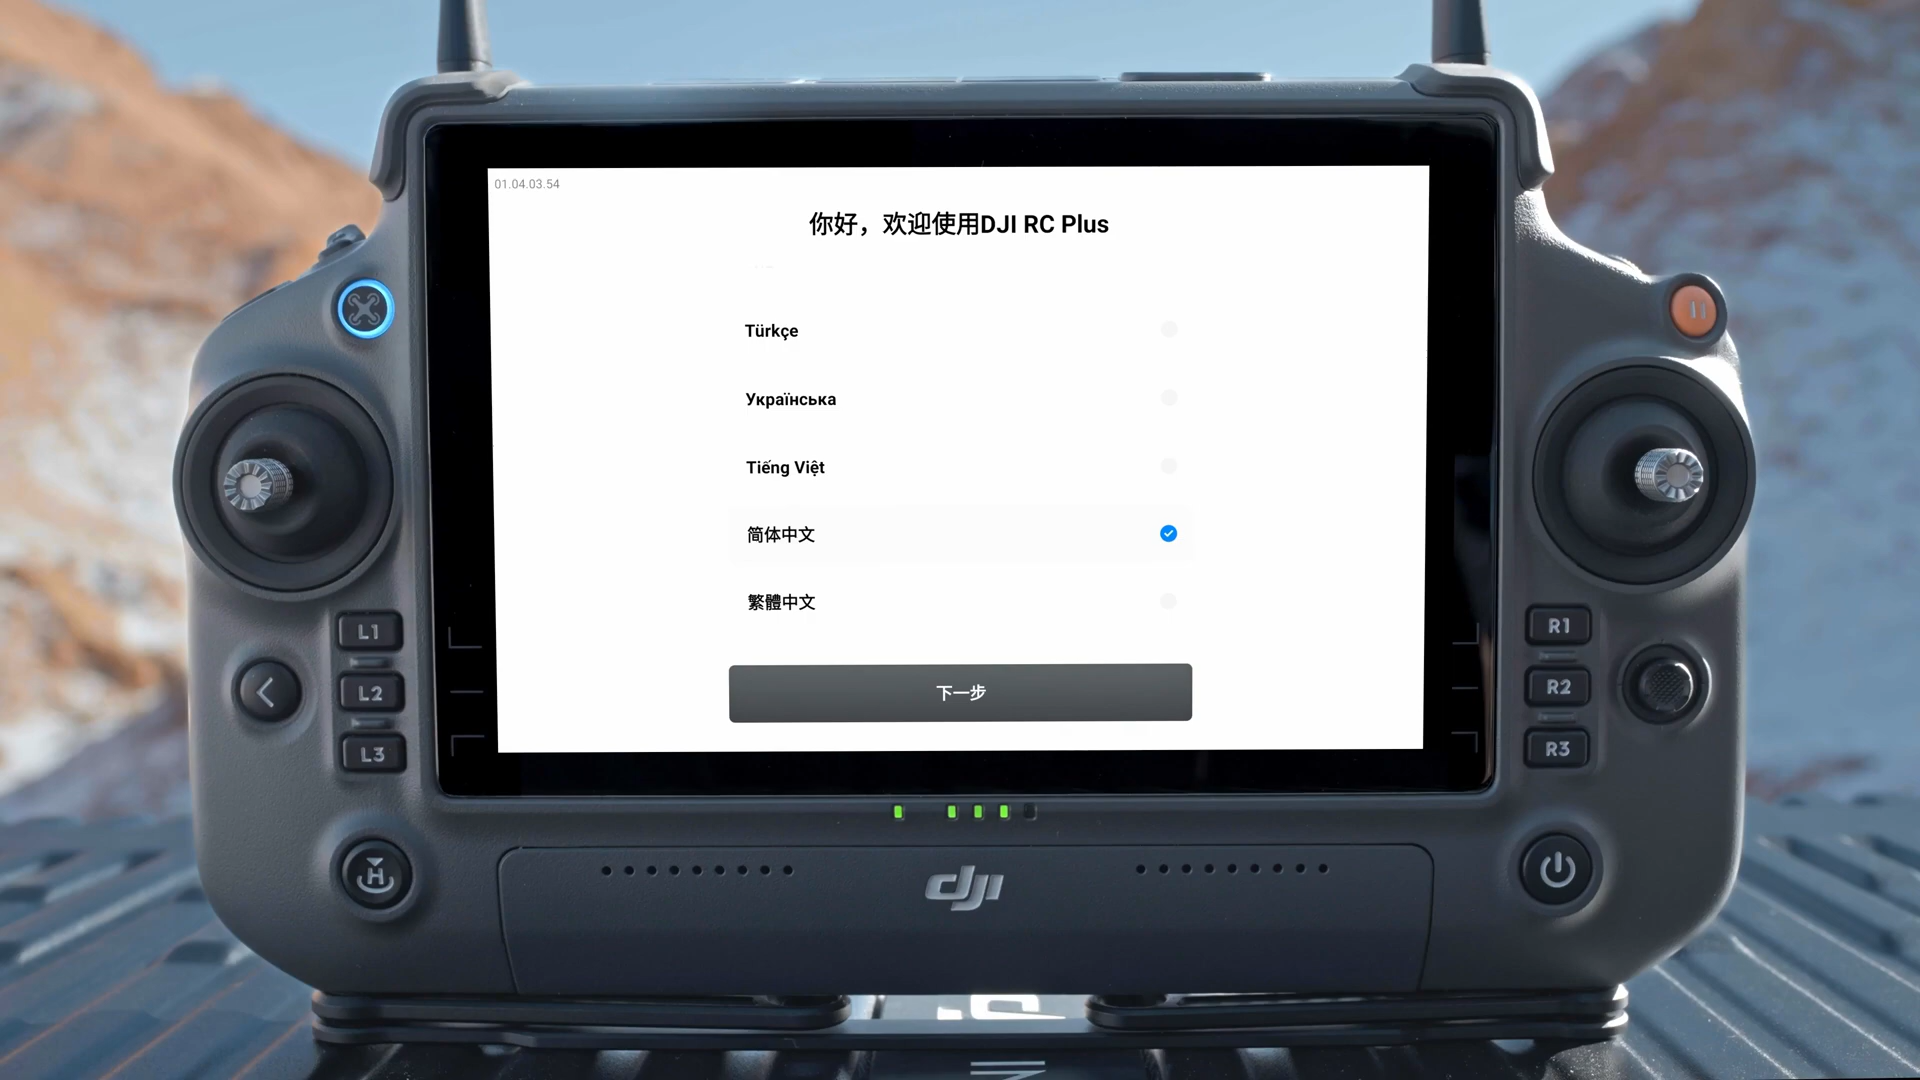 01.04.03.54
你好，欢迎使用DJI RC Plus
Türkçe
Українська
Tiếng Việt
简体中文
繁體中文
下一步
L1
L2
L3
R1
R2
R3
H
dji